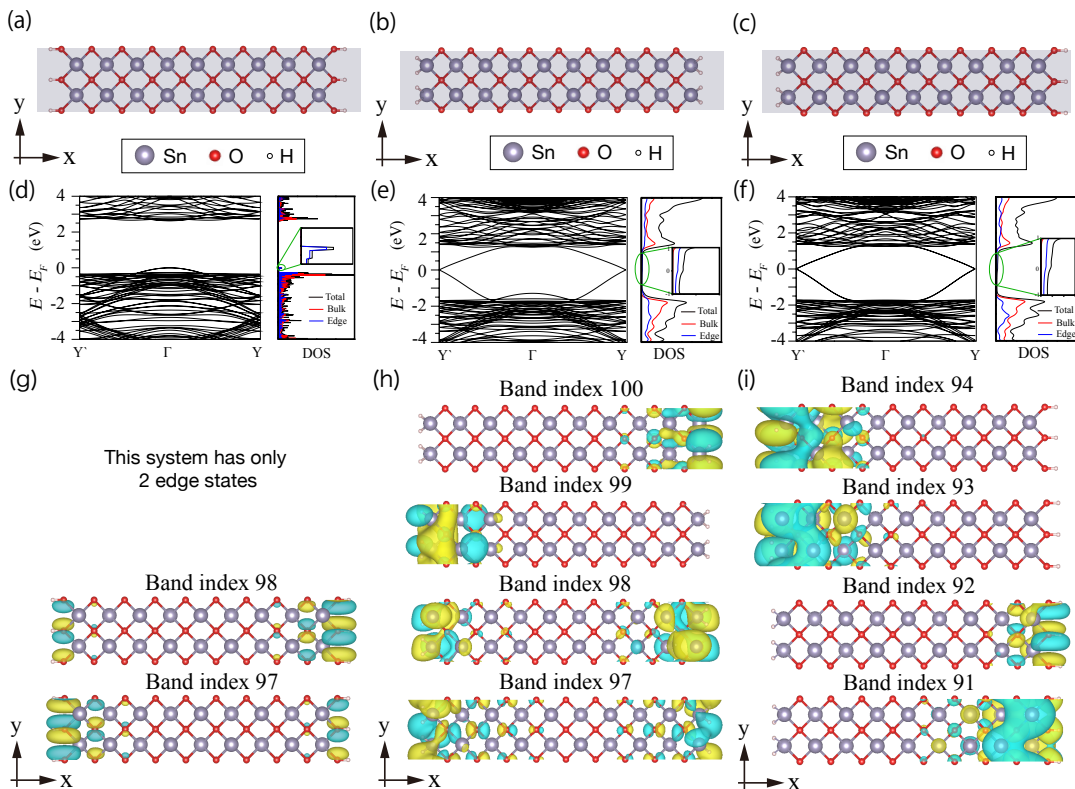 (a)
(b)
(c)
y
x
y
x
y
x
Sn O H
Sn O H
Sn O H
(d)
(e)
(f)
4
2
0
-2
-4
E - E_F (eV)
Y` Γ Y
Total
Bulk
Edge
DOS
4
2
0
-2
-4
E - E_F (eV)
Y` Γ Y
0
Total
Bulk
Edge
DOS
4
2
0
-2
-4
E - E_F (eV)
Y` Γ Y
0
Total
Bulk
Edge
DOS
(g)
(h)
(i)
This system has only
2 edge states
Band index 98
Band index 97
y
x
Band index 100
Band index 99
Band index 98
Band index 97
y
x
Band index 94
Band index 93
Band index 92
Band index 91
y
x